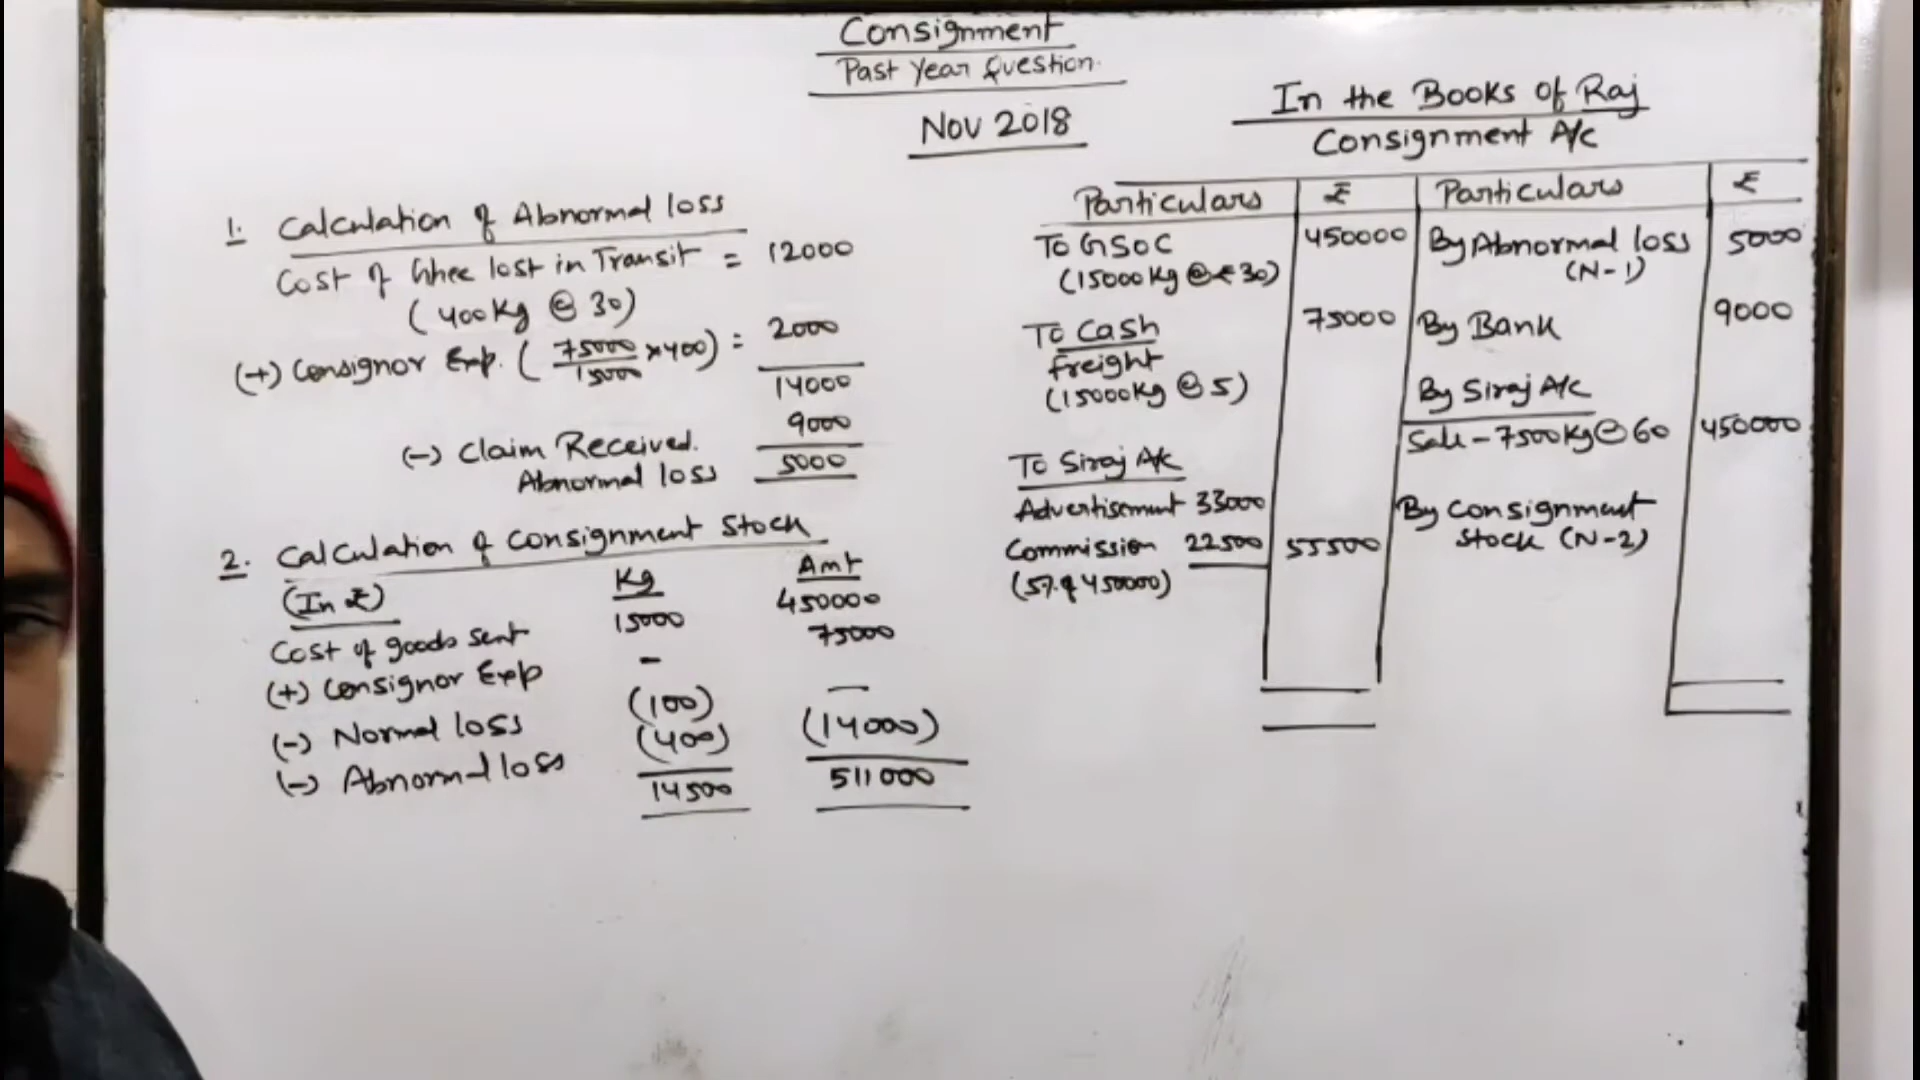 Consignment
Past Year Question.
Nov 2018
1. Calculation of Abnormal loss
Cost of Ghee lost in Transit = 12000
(400kg @ 30)
(+) Consignor Exp. (75000/15000 × 400) = 2000
14000
(-) Claim Received. 9000
Abnormal loss 5000
2. Calculation of Consignment Stock
(In ₹) Kg Amt
Cost of goods sent 15000 450000
(+) Consignor Exp - 75000
(-) Normal loss (100) -
(-) Abnormal loss (400) (14000)
14500 511000
In the Books of Raj
Consignment A/c
Particulars ₹ Particulars ₹
To GSOC 450000 By Abnormal loss 5000
(15000 kg @ ₹ 30) (N-1)
To Cash 75000 By Bank 9000
freight
(15000kg @ 5) By Siraj A/c
Sale - 7500kg @ 60 450000
To Siraj A/c
Advertisement 33000 By Consignment
Commission 22500 55500 Stock (N-2)
(5% of 450000)